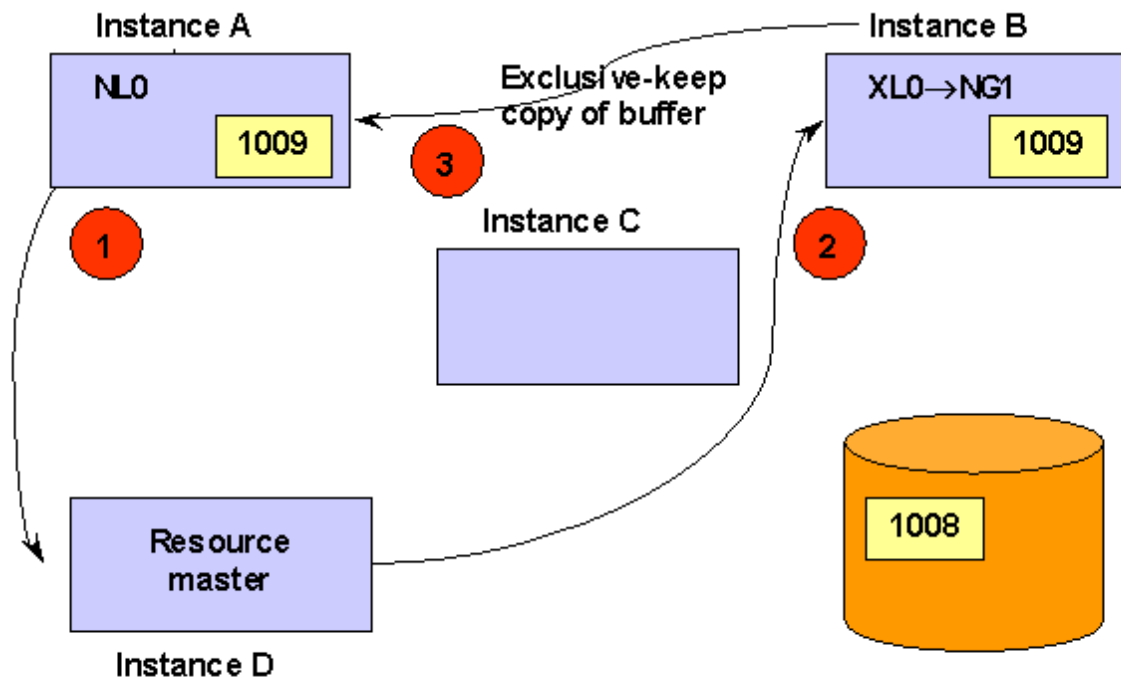 Instance A
Instance B
NL0
1009
Exclusive-keep
copy of buffer
XL0→NG1
1009
3
1
Instance C
2
Resource
master
1008
Instance D